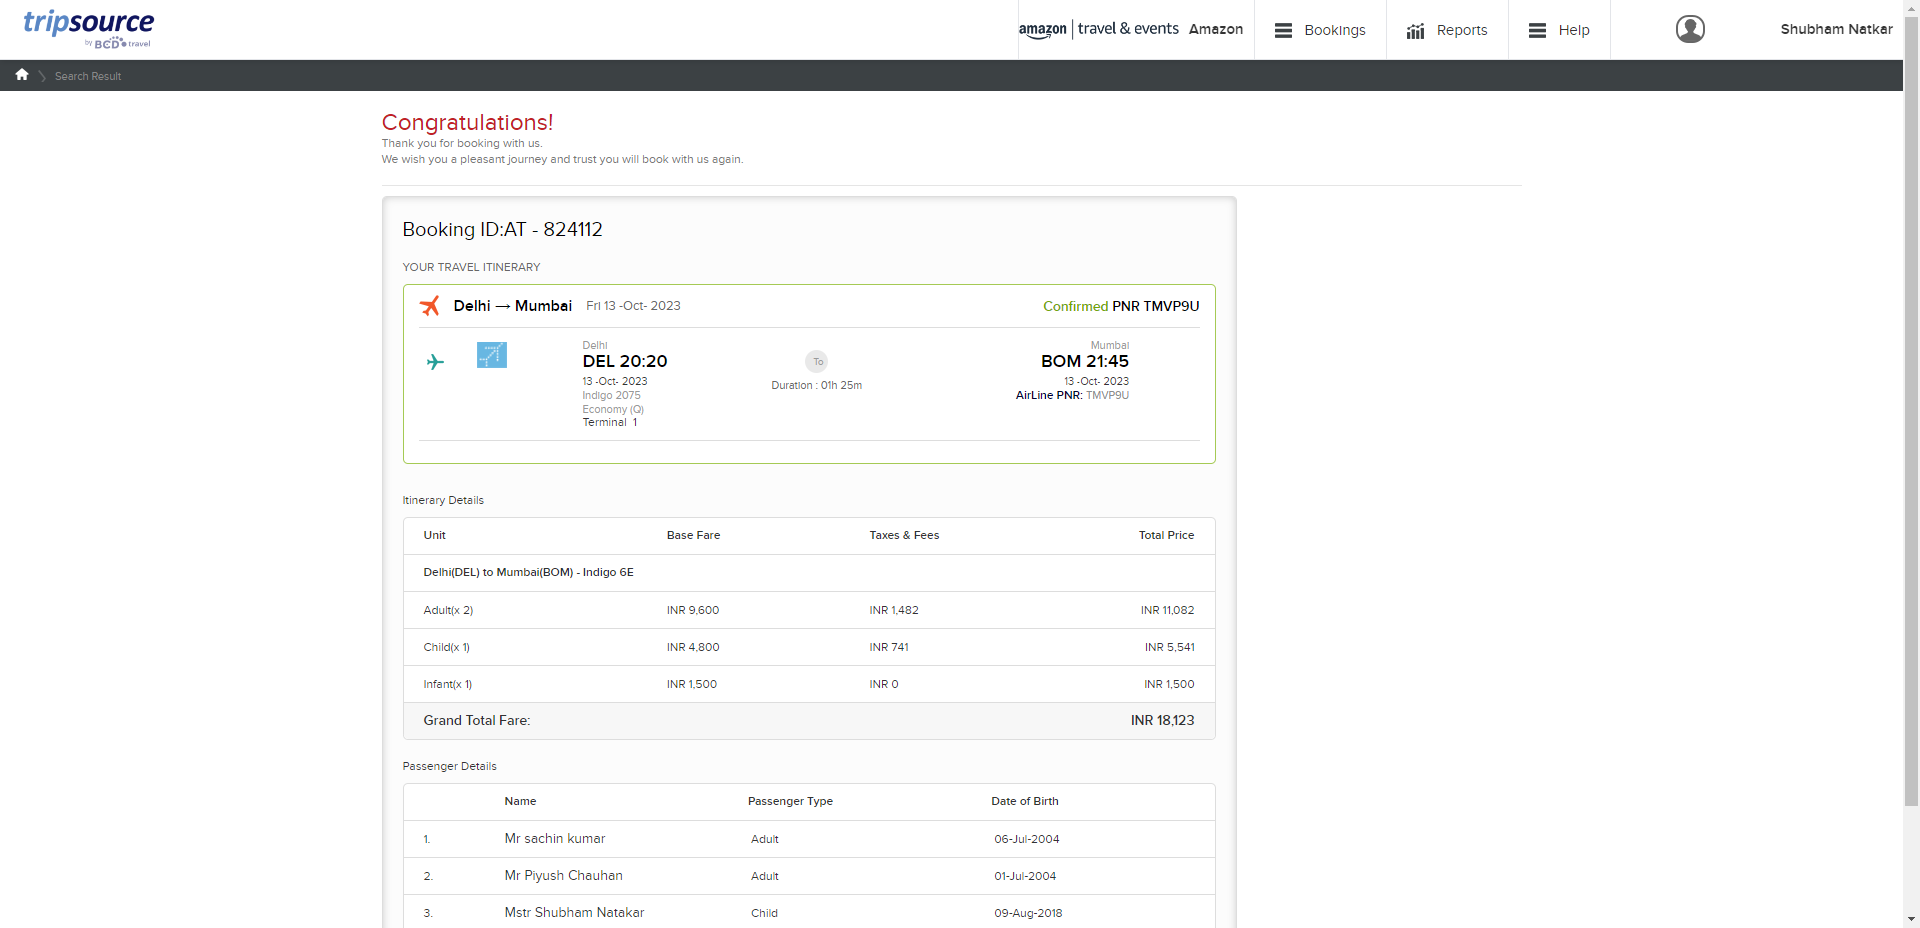 tripsource
by BCD travel
amazon | travel & events Amazon
Bookings
Reports
Help
Shubham Natkar
Search Result
Congratulations!
Thank you for booking with us.
We wish you a pleasant journey and trust you will book with us again.
Booking ID:AT - 824112
YOUR TRAVEL ITINERARY
Delhi → Mumbai Fri 13 -Oct- 2023 Confirmed PNR TMVP9U
Delhi
DEL 20:20
13 -Oct- 2023
Indigo 2075
Economy (Q)
Terminal 1
To
Duration : 01h 25m
Mumbai
BOM 21:45
13 -Oct- 2023
AirLine PNR: TMVP9U
Itinerary Details
Unit Base Fare Taxes & Fees Total Price
Delhi(DEL) to Mumbai(BOM) - Indigo 6E
Adult(x 2) INR 9,600 INR 1,482 INR 11,082
Child(x 1) INR 4,800 INR 741 INR 5,541
Infant(x 1) INR 1,500 INR 0 INR 1,500
Grand Total Fare: INR 18,123
Passenger Details
Name Passenger Type Date of Birth
1. Mr sachin kumar Adult 06-Jul-2004
2. Mr Piyush Chauhan Adult 01-Jul-2004
3. Mstr Shubham Natakar Child 09-Aug-2018